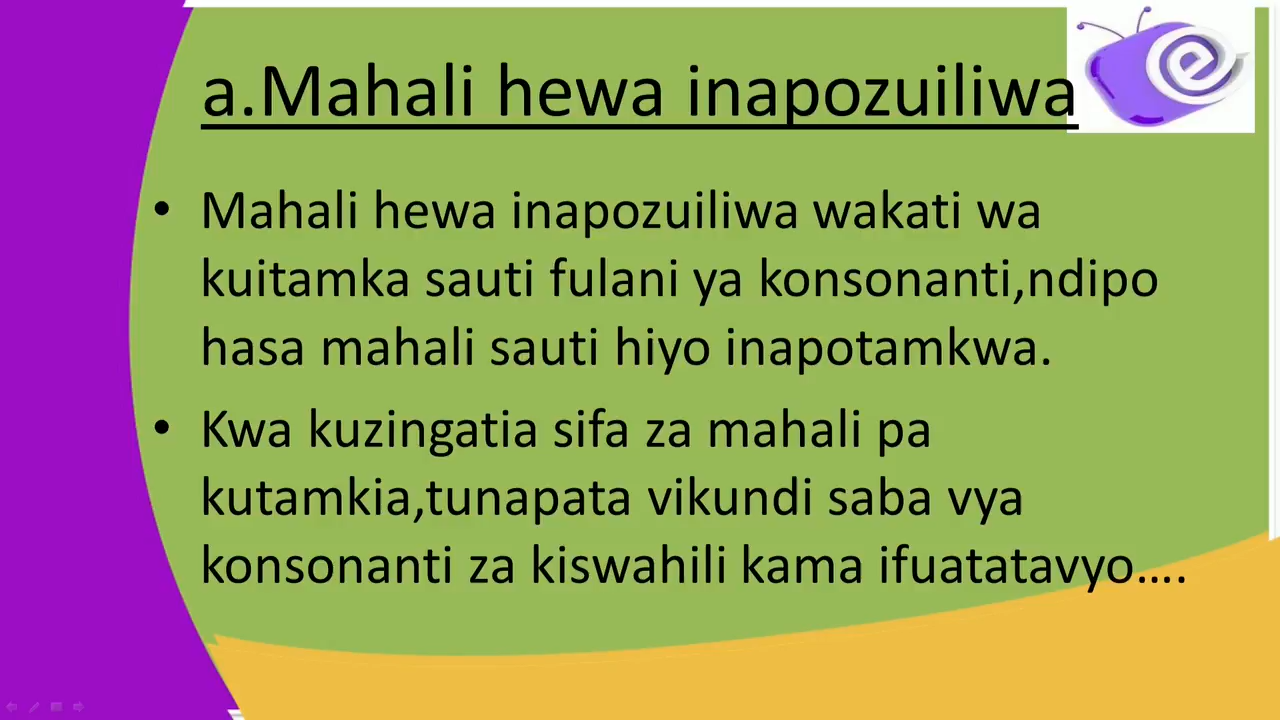 a.Mahali hewa inapozuiliwa
• Mahali hewa inapozuiliwa wakati wa
kuitamka sauti fulani ya konsonanti,ndipo
hasa mahali sauti hiyo inapotamkwa.
• Kwa kuzingatia sifa za mahali pa
kutamkia,tunapata vikundi saba vya
konsonanti za kiswahili kama ifuatatavyo....